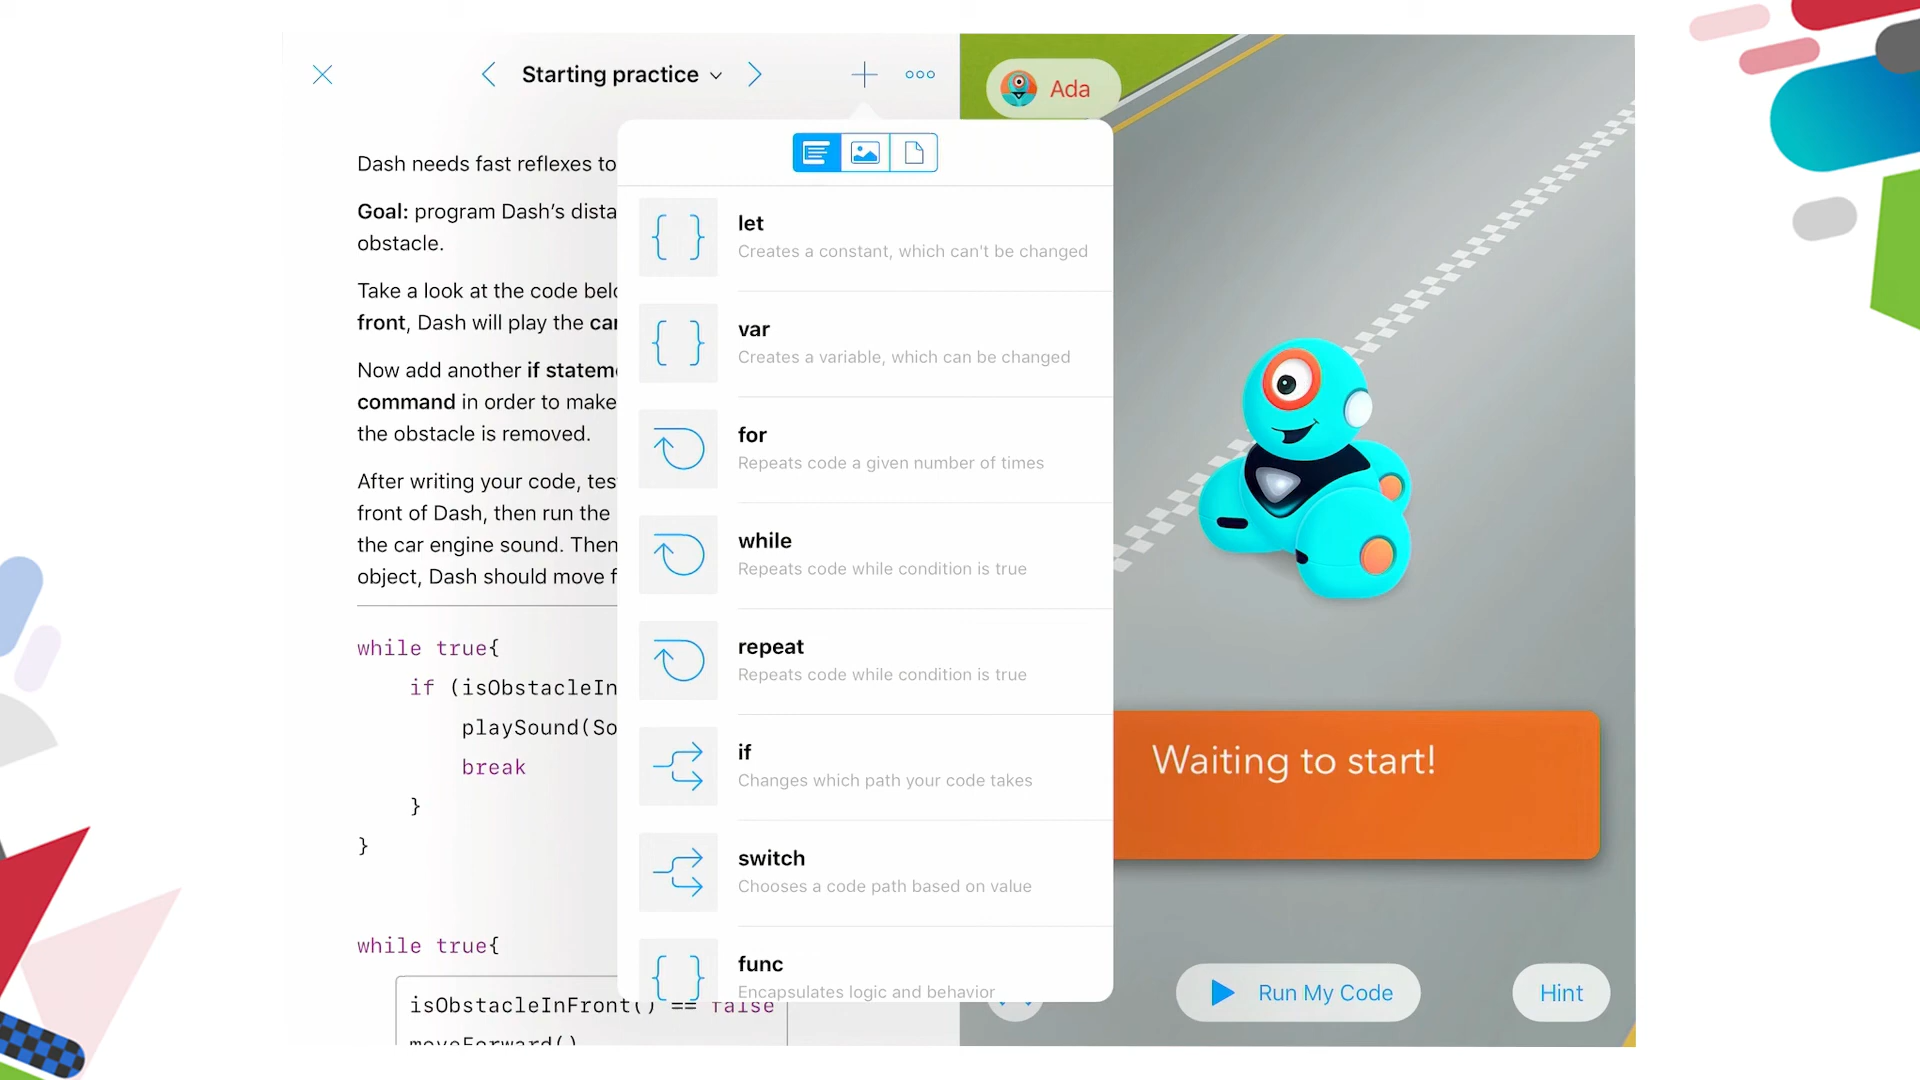 Starting practice
Ada
Dash needs fast reflexes to
Goal: program Dash’s dista
obstacle.
Take a look at the code belo
front, Dash will play the car
Now add another if stateme
command in order to make
the obstacle is removed.
After writing your code, tes
front of Dash, then run the
the car engine sound. Then
object, Dash should move f
while true{
if (isObstacleIn
playSound(So
break
}
}
while true{
isObstacleInFront() == false
moveForward()
let
Creates a constant, which can't be changed
var
Creates a variable, which can be changed
for
Repeats code a given number of times
while
Repeats code while condition is true
repeat
Repeats code while condition is true
if
Changes which path your code takes
switch
Chooses a code path based on value
func
Encapsulates logic and behavior
Waiting to start!
Run My Code
Hint